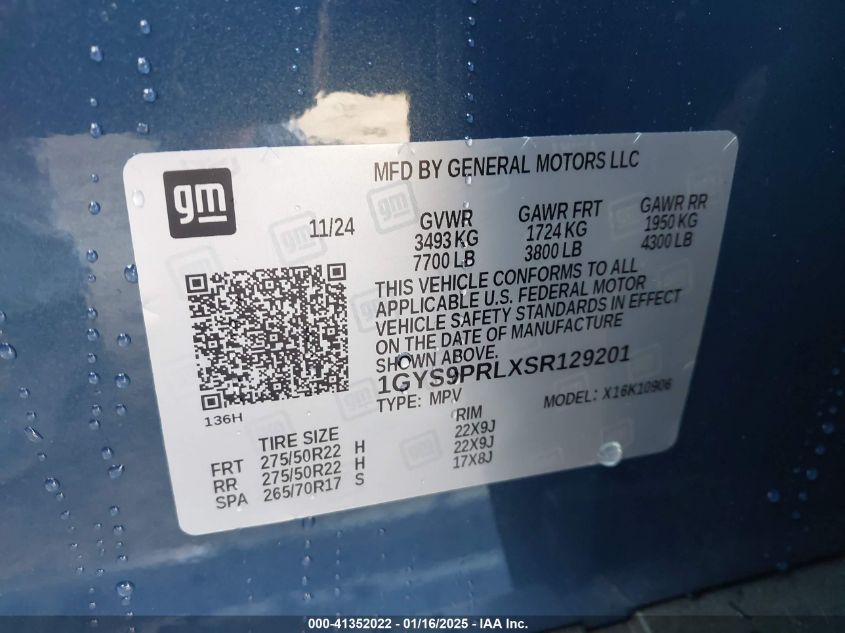 MFD BY GENERAL MOTORS LLC
gm
11/24
GVWR GAWR FRT GAWR RR
3493 KG 1724 KG 1950 KG
7700 LB 3800 LB 4300 LB
THIS VEHICLE CONFORMS TO ALL
APPLICABLE U.S. FEDERAL MOTOR
VEHICLE SAFETY STANDARDS IN EFFECT
ON THE DATE OF MANUFACTURE
SHOWN ABOVE.
1GYS9PRLXSR129201
TYPE: MPV MODEL: X16K10906
136H
TIRE SIZE RIM
FRT 275/50R22 H 22X9J
RR 275/50R22 H 22X9J
SPA 265/70R17 S 17X8J
000-41352022 - 01/16/2025 - IAA, Inc.